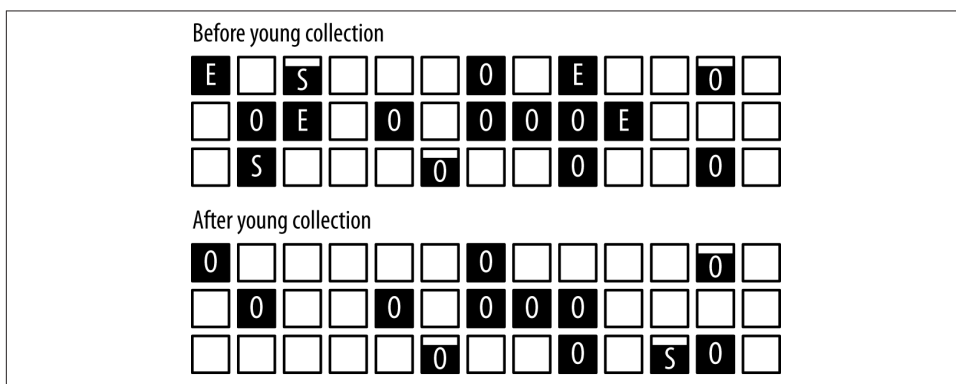 Before young collection
E S O E O
O E O O O O E
S O O O
After young collection
O O O
O O O O O
O O S O